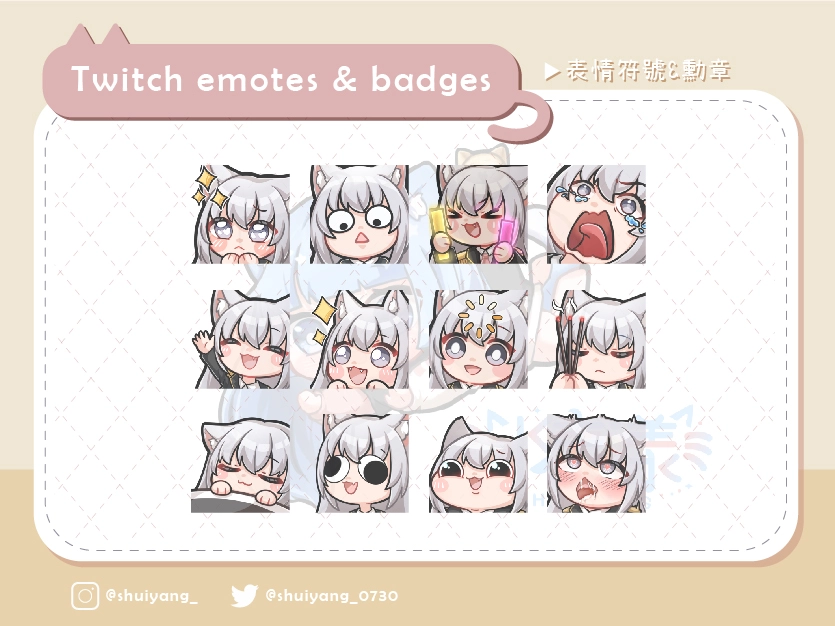 Twitch emotes & badges
▶表情符號&勳章
@shuiyang_
@shuiyang_0730